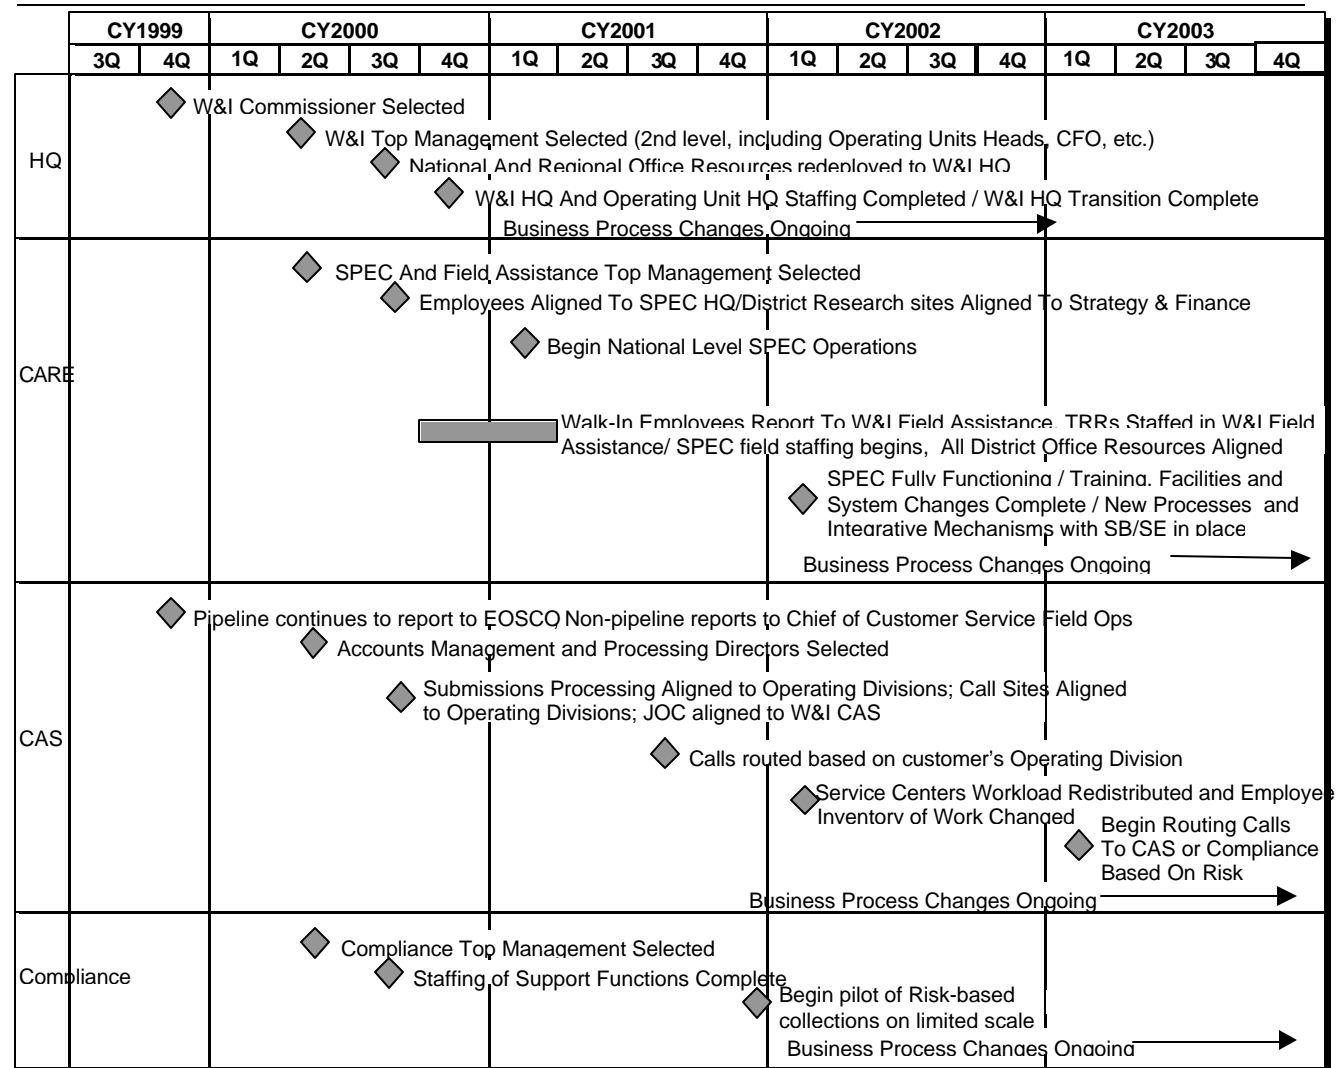 CY1999 CY2000 CY2001 CY2002 CY2003
3Q 4Q 1Q 2Q 3Q 4Q 1Q 2Q 3Q 4Q 1Q 2Q 3Q 4Q 1Q 2Q 3Q 4Q
HQ
W&I Commissioner Selected
W&I Top Management Selected (2nd level, including Operating Units Heads, CFO, etc.)
National And Regional Office Resources redeployed to W&I HQ
W&I HQ And Operating Unit HQ Staffing Completed / W&I HQ Transition Complete
Business Process Changes Ongoing
CARE
SPEC And Field Assistance Top Management Selected
Employees Aligned To SPEC HQ/District Research sites Aligned To Strategy & Finance
Begin National Level SPEC Operations
Walk-In Employees Report To W&I Field Assistance, TRRs Staffed in W&I Field
Assistance/ SPEC field staffing begins, All District Office Resources Aligned
SPEC Fully Functioning / Training, Facilities and
System Changes Complete / New Processes and
Integrative Mechanisms with SB/SE in place
Business Process Changes Ongoing
CAS
Pipeline continues to report to EOSCO, Non-pipeline reports to Chief of Customer Service Field Ops
Accounts Management and Processing Directors Selected
Submissions Processing Aligned to Operating Divisions; Call Sites Aligned
to Operating Divisions; JOC aligned to W&I CAS
Calls routed based on customer's Operating Division
Service Centers Workload Redistributed and Employee
Inventory of Work Changed
Begin Routing Calls
To CAS or Compliance
Based On Risk
Business Process Changes Ongoing
Compliance
Compliance Top Management Selected
Staffing of Support Functions Complete
Begin pilot of Risk-based
collections on limited scale
Business Process Changes Ongoing